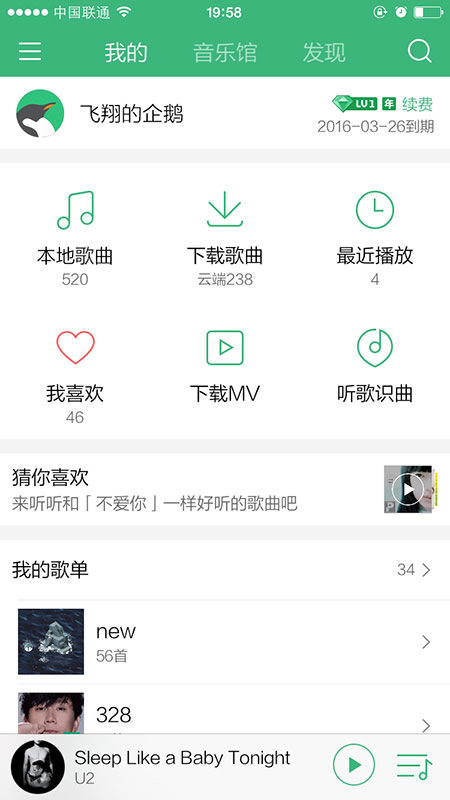 中国联通 19:58
我的 音乐馆 发现
飞翔的企鹅 LV1 年 续费
2016-03-26到期
本地歌曲 下载歌曲 最近播放
520 云端238 4
我喜欢 下载MV 听歌识曲
46
猜你喜欢
来听听和「不爱你」一样好听的歌曲吧
我的歌单 34
new
56首
328
Sleep Like a Baby Tonight
U2